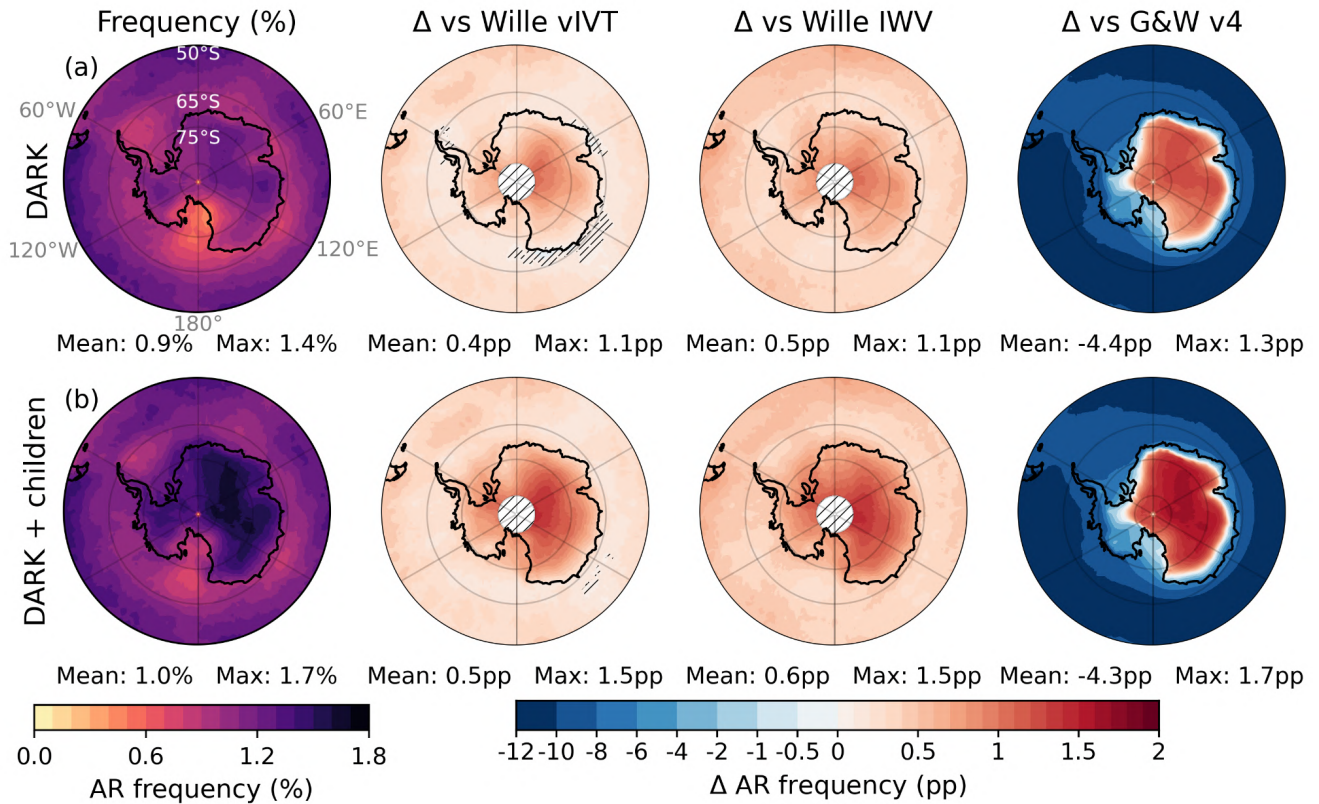 Frequency (%)
Δ vs Wille vIVT
Δ vs Wille IWV
Δ vs G&W v4
(a)
DARK
50°S
65°S
75°S
60°W
60°E
120°W
120°E
180°
Mean: 0.9% Max: 1.4%
Mean: 0.4pp Max: 1.1pp
Mean: 0.5pp Max: 1.1pp
Mean: -4.4pp Max: 1.3pp
(b)
DARK + children
Mean: 1.0% Max: 1.7%
Mean: 0.5pp Max: 1.5pp
Mean: 0.6pp Max: 1.5pp
Mean: -4.3pp Max: 1.7pp
0.0 0.6 1.2 1.8
AR frequency (%)
-12 -10 -8 -6 -4 -2 -1 -0.5 0 0.5 1 1.5 2
Δ AR frequency (pp)